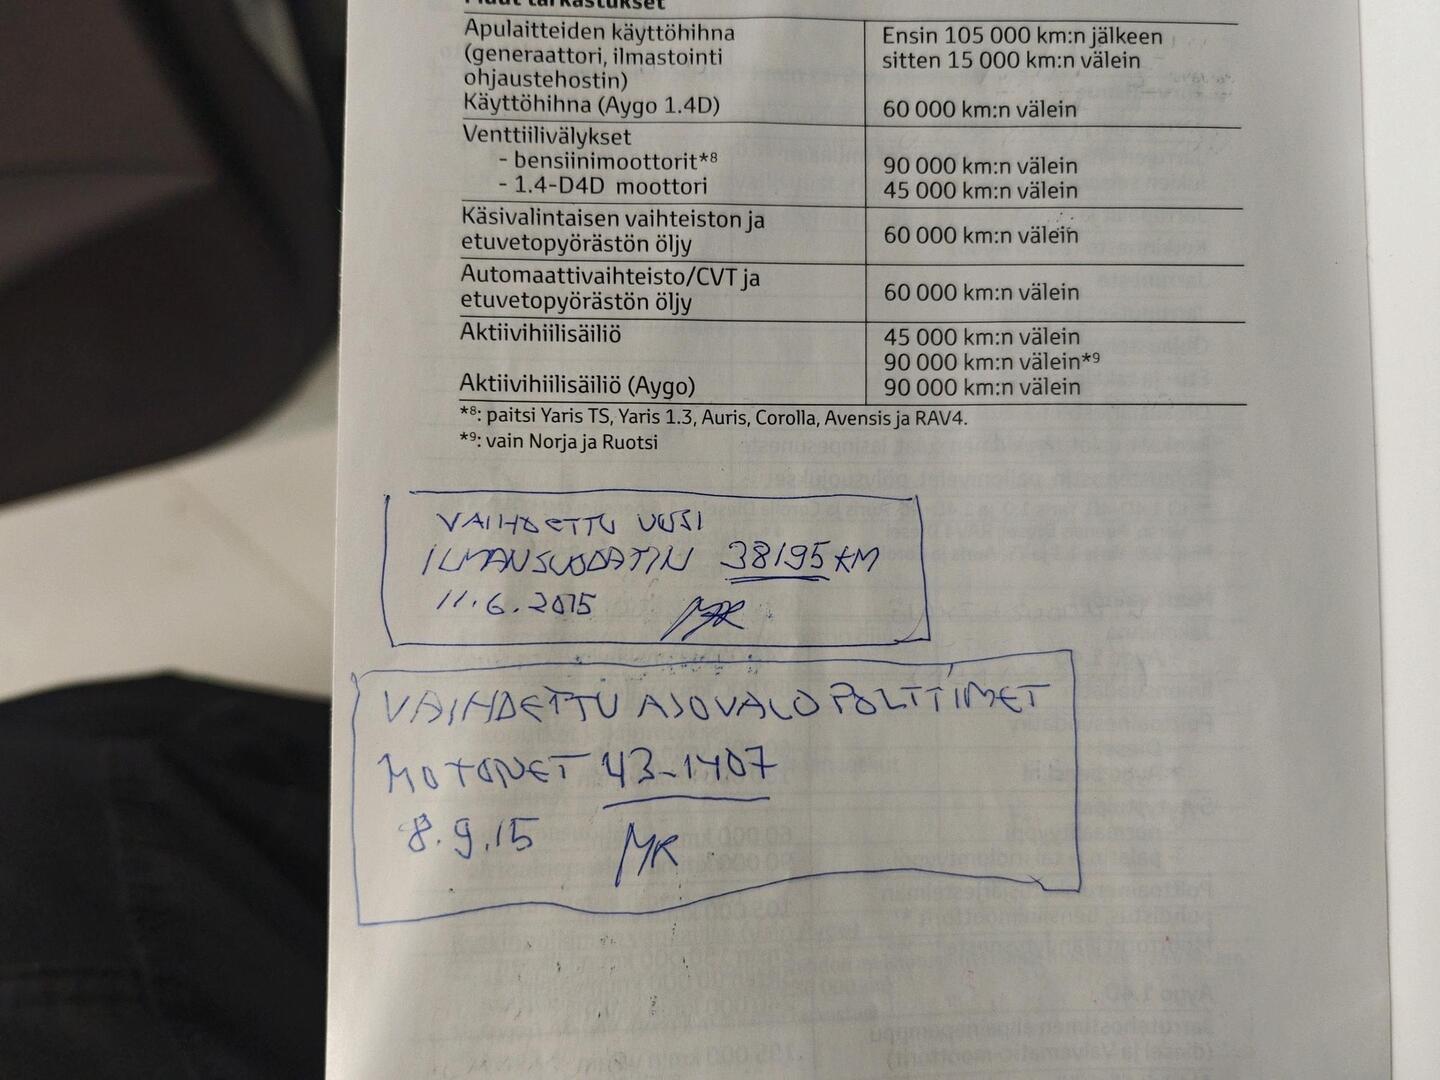 Muut tarkastukset
Apulaitteiden käyttöhihna
(generaattori, ilmastointi
ohjaustehostin)
Ensin 105 000 km:n jälkeen
sitten 15 000 km:n välein
Käyttöhihna (Aygo 1.4D)
60 000 km:n välein
Venttiilivälykset
- bensiinimoottorit*8
90 000 km:n välein
- 1.4-D4D moottori
45 000 km:n välein
Käsivalintaisen vaihteiston ja
etuvetopyörästön öljy
60 000 km:n välein
Automaattivaihteisto/CVT ja
etuvetopyörästön öljy
60 000 km:n välein
Aktiivihiilisäiliö
45 000 km:n välein
90 000 km:n välein*9
Aktiivihiilisäiliö (Aygo)
90 000 km:n välein
*8: paitsi Yaris TS, Yaris 1.3, Auris, Corolla, Avensis ja RAV4.
*9: vain Norja ja Ruotsi
VAIHDETTU UUSI
ILMANSUODATIN 38195 KM
11.6.2015 MR
VAIHDETTU AJOVALO POLTTIMET
MOTONET 43-1407
8.9.15 MR